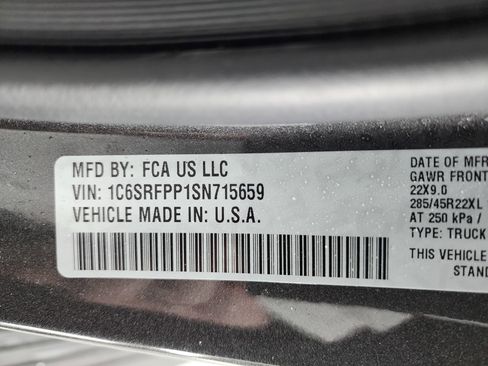 MFD BY: FCA US LLC
VIN: 1C6SRFPP1SN715659
VEHICLE MADE IN: U.S.A.
DATE OF MFR
GAWR FRONT
22X9.0
285/45R22XL
AT 250 kPa /
TYPE: TRUCK
THIS VEHICLE
STAND